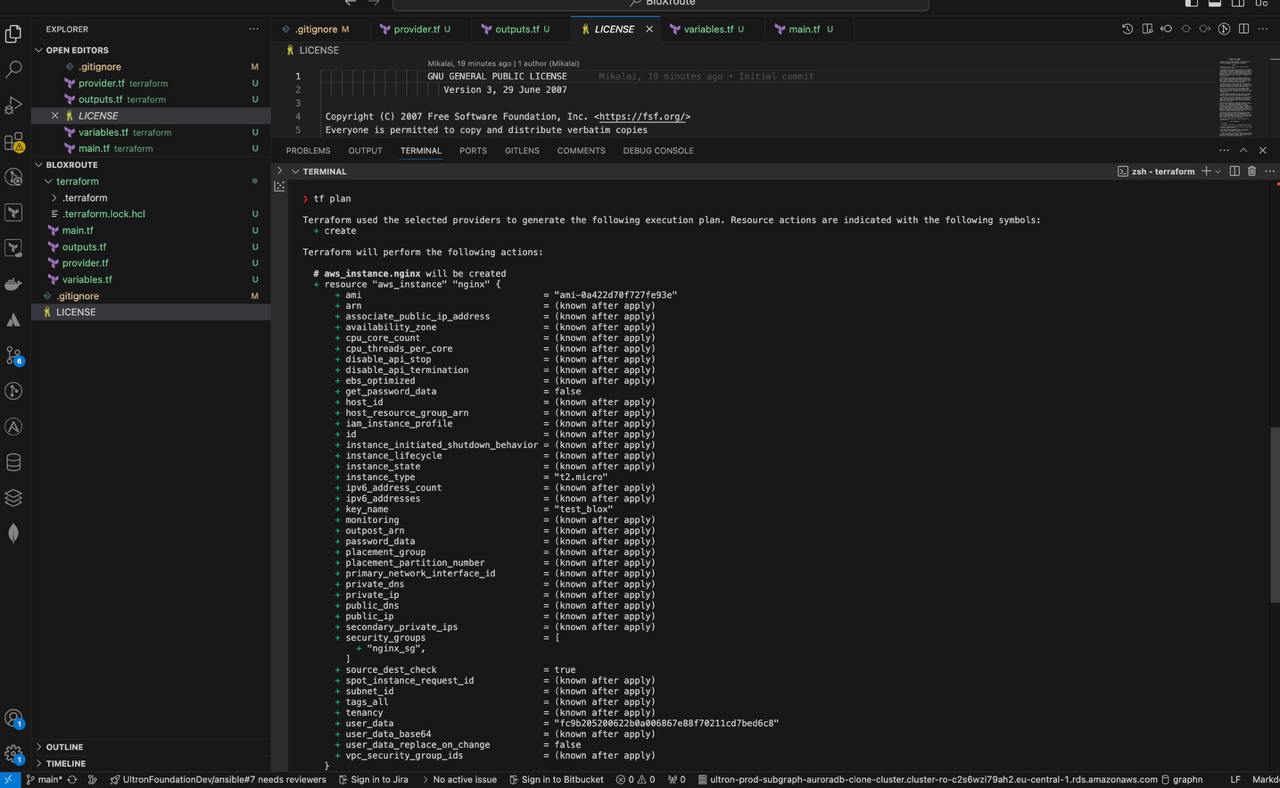 BloXroute
EXPLORER
OPEN EDITORS
.gitignore M
provider.tf terraform U
outputs.tf terraform U
LICENSE
variables.tf terraform U
main.tf terraform U
BLOXROUTE
terraform
.terraform
.terraform.lock.hcl U
main.tf U
outputs.tf U
provider.tf U
variables.tf U
.gitignore M
LICENSE
OUTLINE
TIMELINE
.gitignore M provider.tf U outputs.tf U LICENSE variables.tf U main.tf U
LICENSE
Mikalai, 19 minutes ago | 1 author (Mikalai)
1 GNU GENERAL PUBLIC LICENSE Mikalai, 19 minutes ago • Initial commit
2 Version 3, 29 June 2007
3
4 Copyright (C) 2007 Free Software Foundation, Inc. <https://fsf.org/>
5 Everyone is permitted to copy and distribute verbatim copies
PROBLEMS OUTPUT TERMINAL PORTS GITLENS COMMENTS DEBUG CONSOLE
TERMINAL zsh - terraform
❯ tf plan
Terraform used the selected providers to generate the following execution plan. Resource actions are indicated with the following symbols:
+ create
Terraform will perform the following actions:
# aws_instance.nginx will be created
+ resource "aws_instance" "nginx" {
+ ami = "ami-0a422d70f727fe93e"
+ arn = (known after apply)
+ associate_public_ip_address = (known after apply)
+ availability_zone = (known after apply)
+ cpu_core_count = (known after apply)
+ cpu_threads_per_core = (known after apply)
+ disable_api_stop = (known after apply)
+ disable_api_termination = (known after apply)
+ ebs_optimized = (known after apply)
+ get_password_data = false
+ host_id = (known after apply)
+ host_resource_group_arn = (known after apply)
+ iam_instance_profile = (known after apply)
+ id = (known after apply)
+ instance_initiated_shutdown_behavior = (known after apply)
+ instance_lifecycle = (known after apply)
+ instance_state = (known after apply)
+ instance_type = "t2.micro"
+ ipv6_address_count = (known after apply)
+ ipv6_addresses = (known after apply)
+ key_name = "test_blox"
+ monitoring = (known after apply)
+ outpost_arn = (known after apply)
+ password_data = (known after apply)
+ placement_group = (known after apply)
+ placement_partition_number = (known after apply)
+ primary_network_interface_id = (known after apply)
+ private_dns = (known after apply)
+ private_ip = (known after apply)
+ public_dns = (known after apply)
+ public_ip = (known after apply)
+ secondary_private_ips = (known after apply)
+ security_groups = [
+ "nginx_sg",
]
+ source_dest_check = true
+ spot_instance_request_id = (known after apply)
+ subnet_id = (known after apply)
+ tags_all = (known after apply)
+ tenancy = (known after apply)
+ user_data = "fc9b205200622b0a006867e88f70211cd7bed6c8"
+ user_data_base64 = (known after apply)
+ user_data_replace_on_change = false
+ vpc_security_group_ids = (known after apply)
}
6
1
1
main* UltronFoundationDev/ansible#7 needs reviewers Sign in to Jira No active issue Sign in to Bitbucket 0 0 0 ultron-prod-subgraph-auroradb-clone-cluster.cluster-ro-c2s6wzi79ah2.eu-central-1.rds.amazonaws.com graphn LF Markd